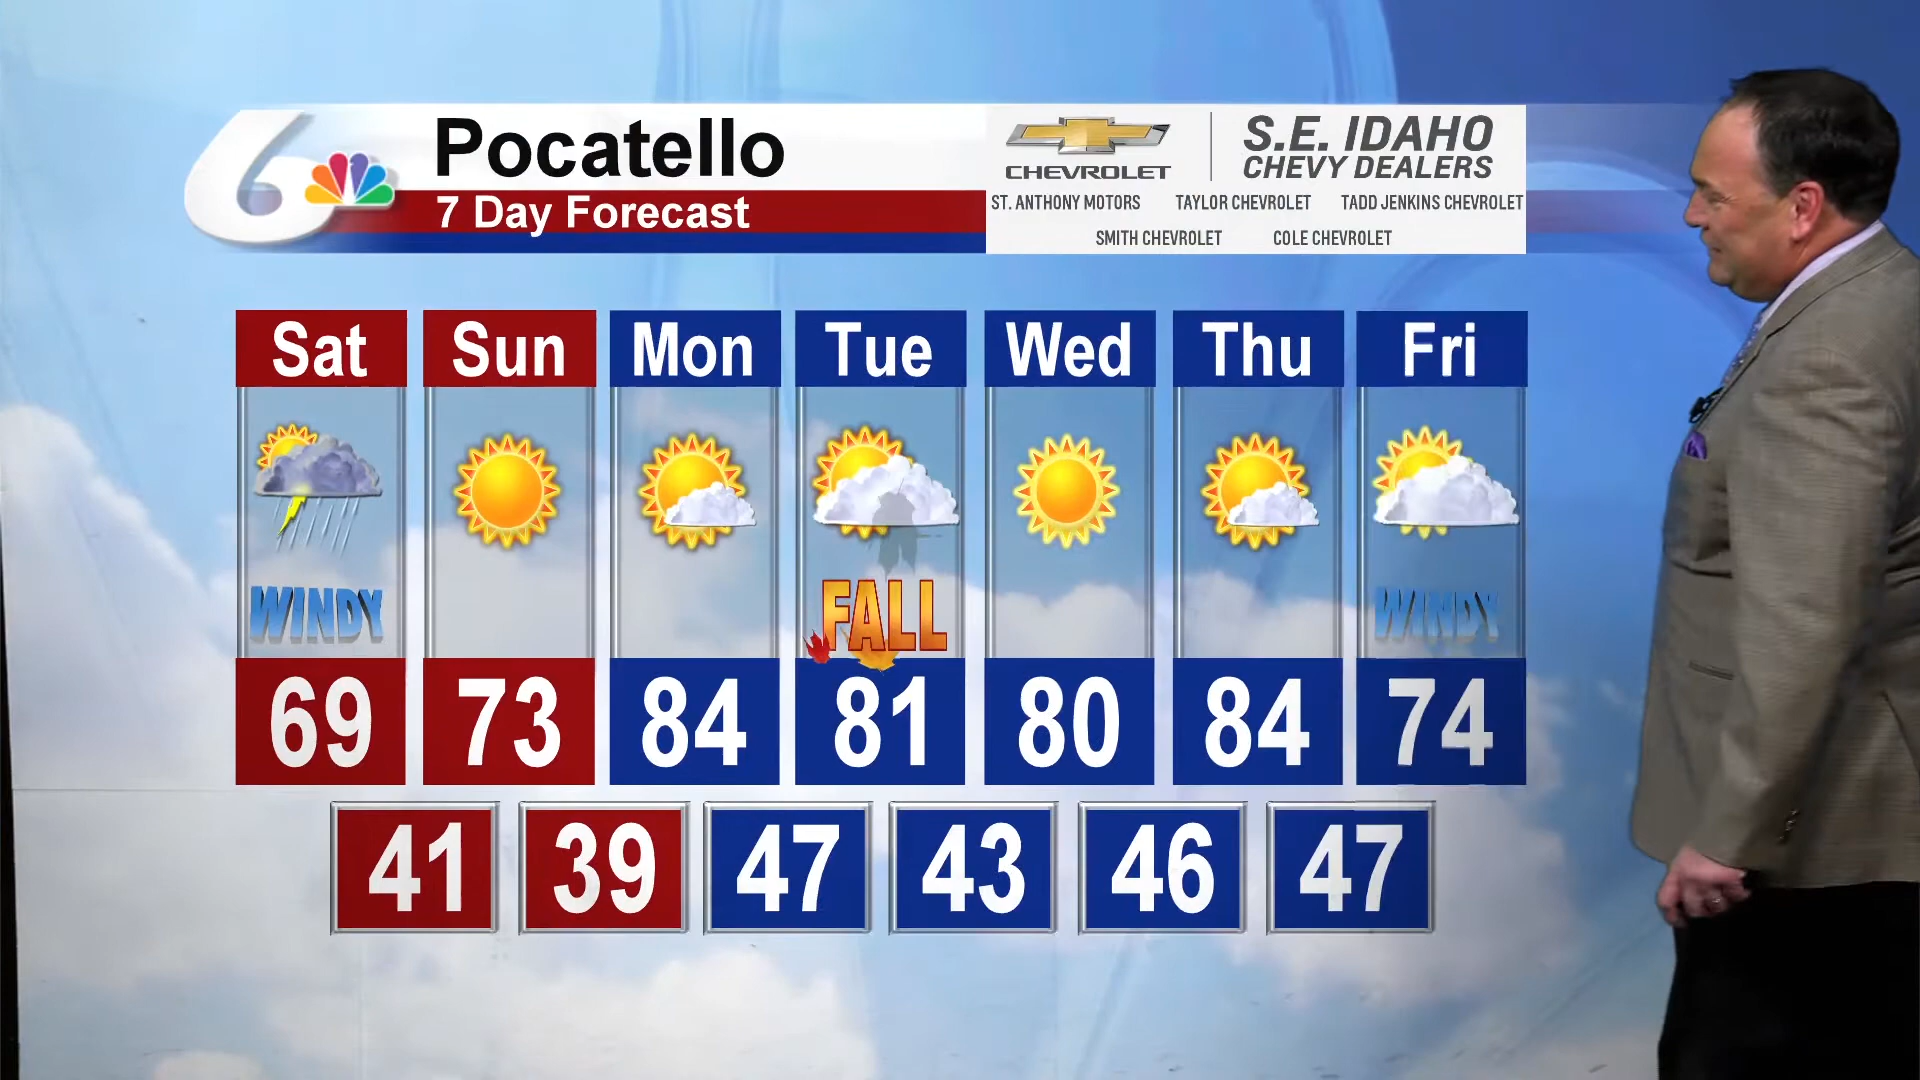 6
Pocatello
7 Day Forecast
CHEVROLET
S.E. IDAHO
CHEVY DEALERS
ST. ANTHONY MOTORS TAYLOR CHEVROLET TADD JENKINS CHEVROLET
SMITH CHEVROLET COLE CHEVROLET
Sat Sun Mon Tue Wed Thu Fri
WINDY FALL WINDY
69 73 84 81 80 84 74
41 39 47 43 46 47